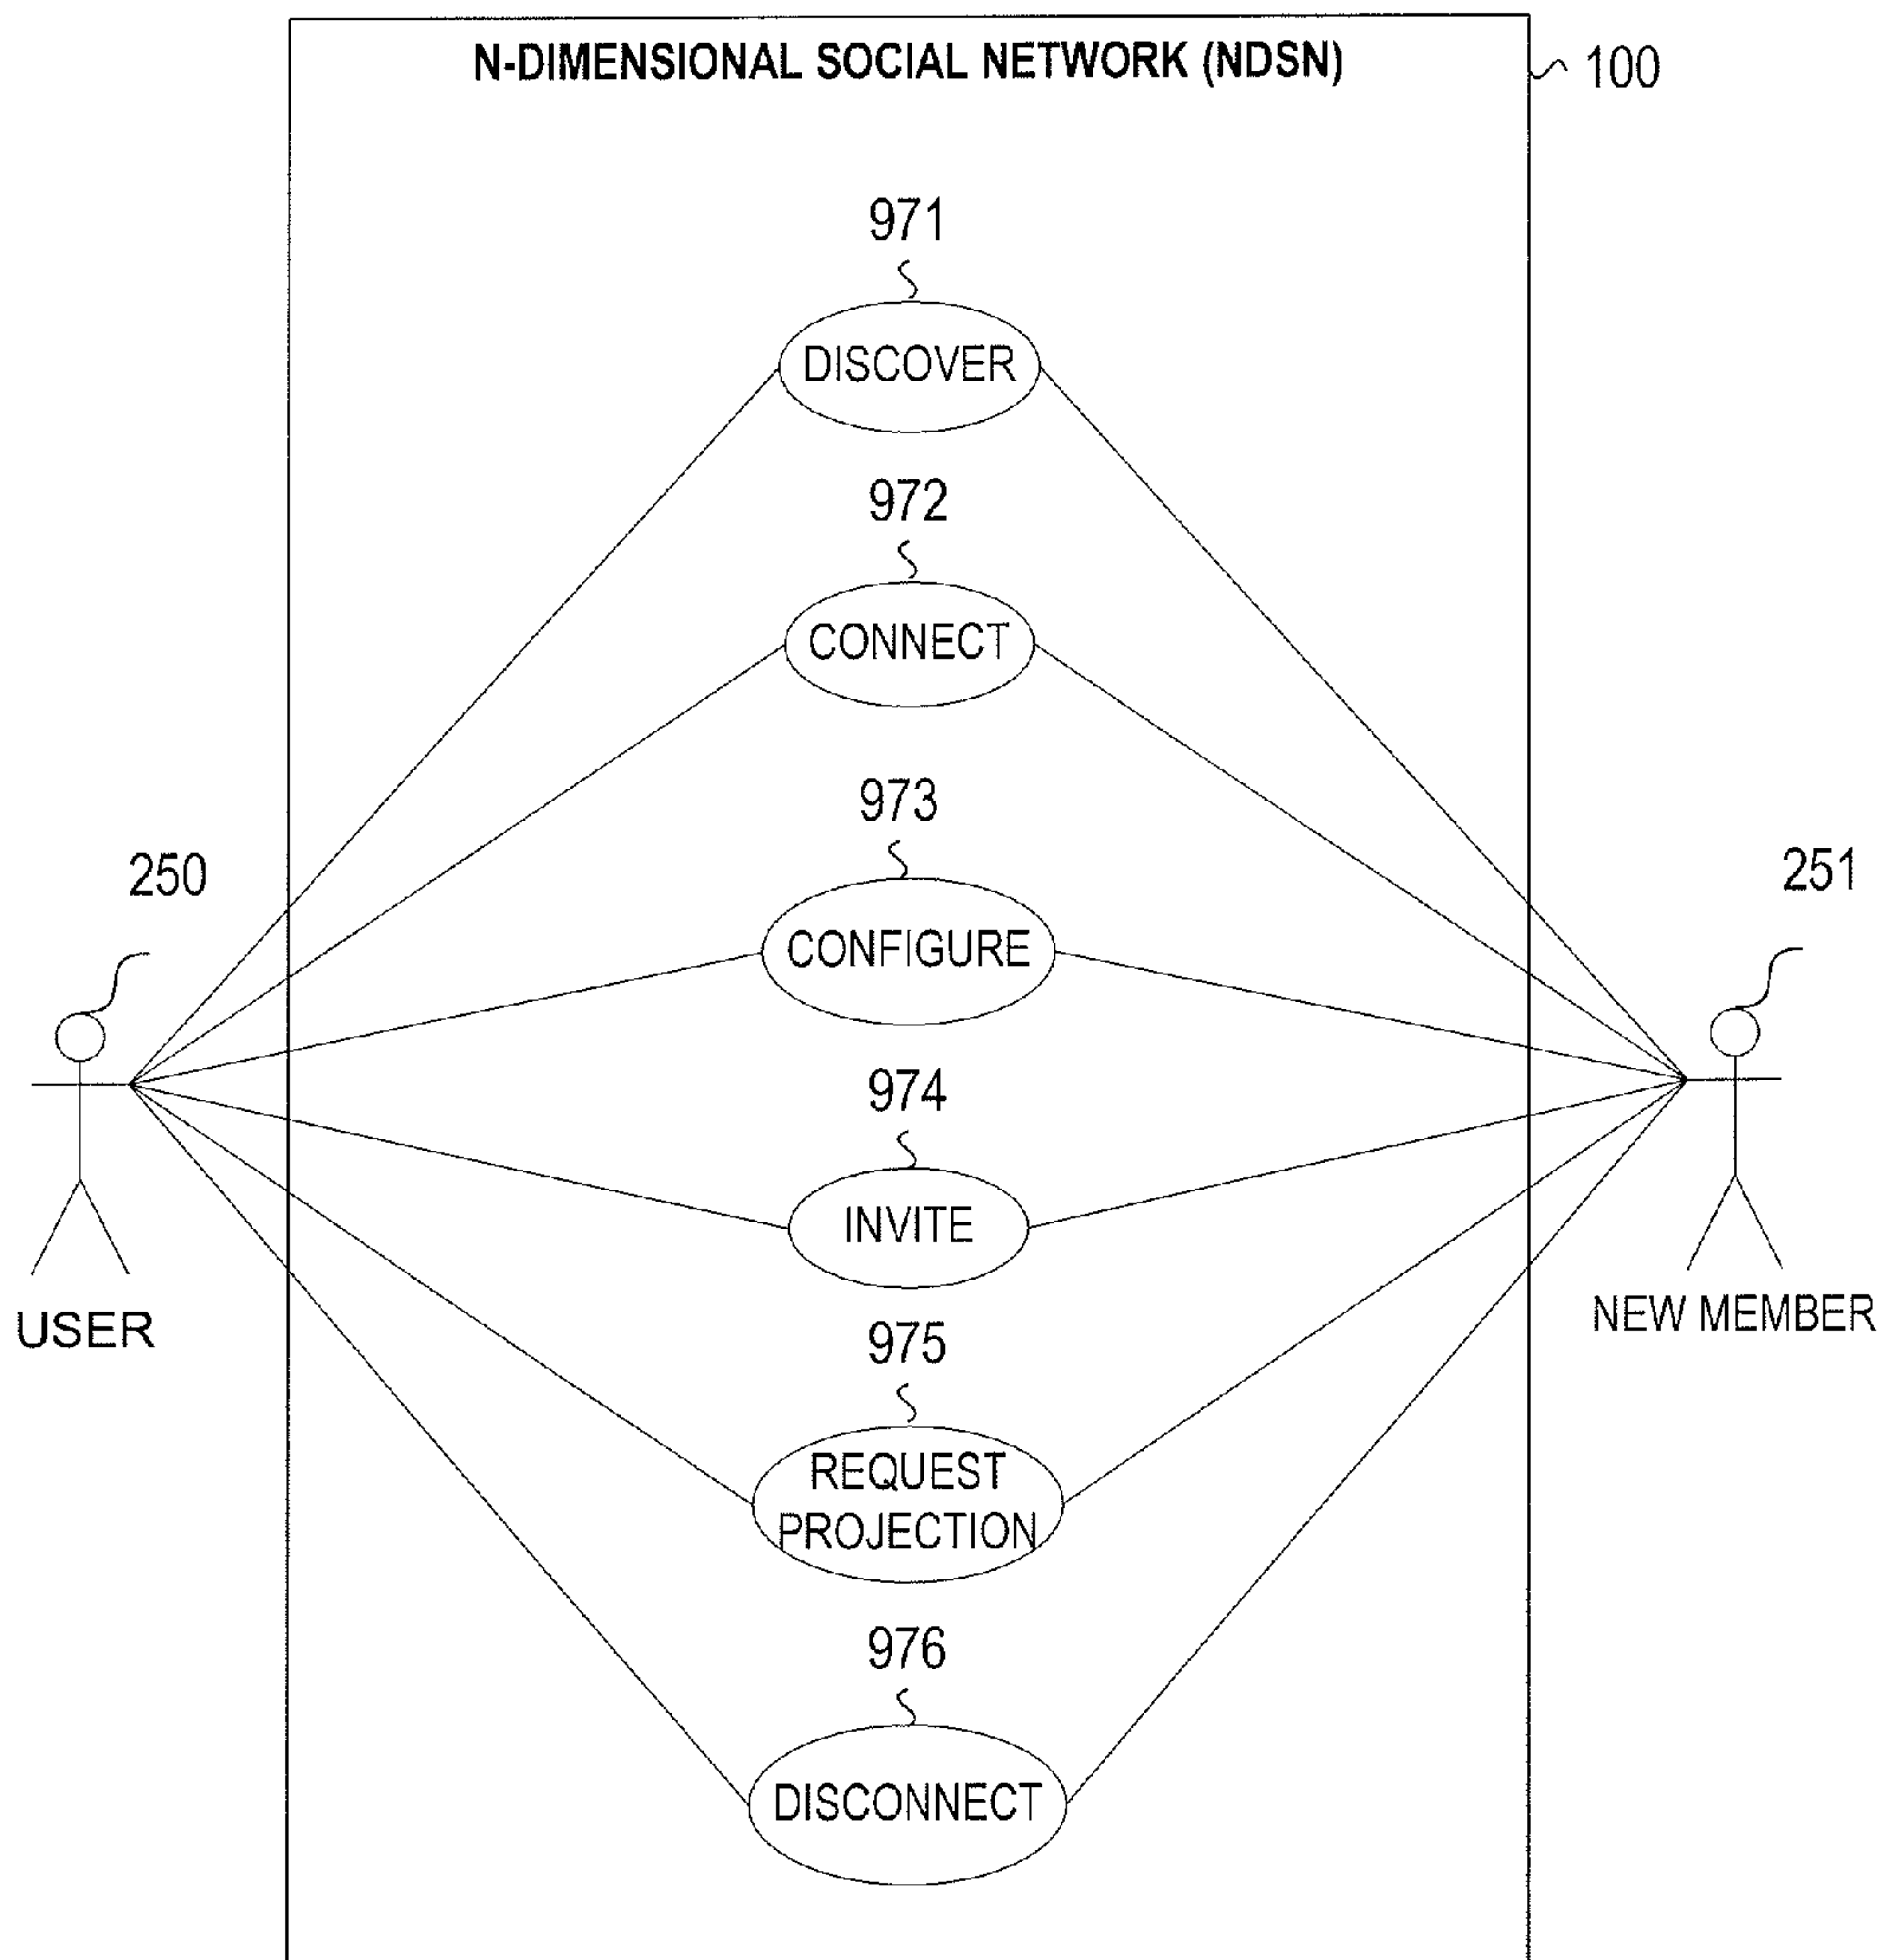 N-DIMENSIONAL SOCIAL NETWORK (NDSN)
100
971
DISCOVER
972
CONNECT
973
CONFIGURE
250
251
974
INVITE
USER
NEW MEMBER
975
REQUEST
PROJECTION
976
DISCONNECT